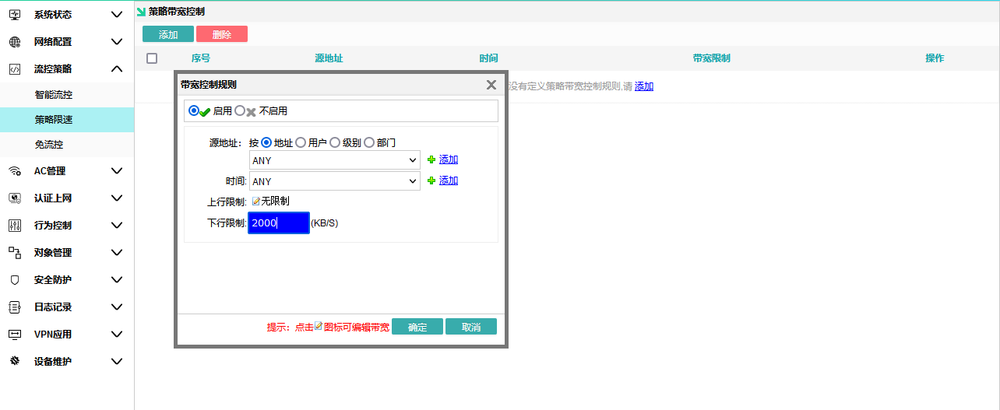 系统状态
网络配置
流控策略
智能流控
策略限速
免流控
AC管理
认证上网
行为控制
对象管理
安全防护
日志记录
VPN应用
设备维护
策略带宽控制
添加 删除
序号 源地址 时间 带宽限制 操作
没有定义策略带宽控制规则,请 添加
带宽控制规则
启用 不启用
源地址: 按 地址 用户 级别 部门
ANY 添加
时间: ANY 添加
上行限制: 无限制
下行限制: 2000 (KB/S)
提示：点击 图标可编辑带宽 确定 取消